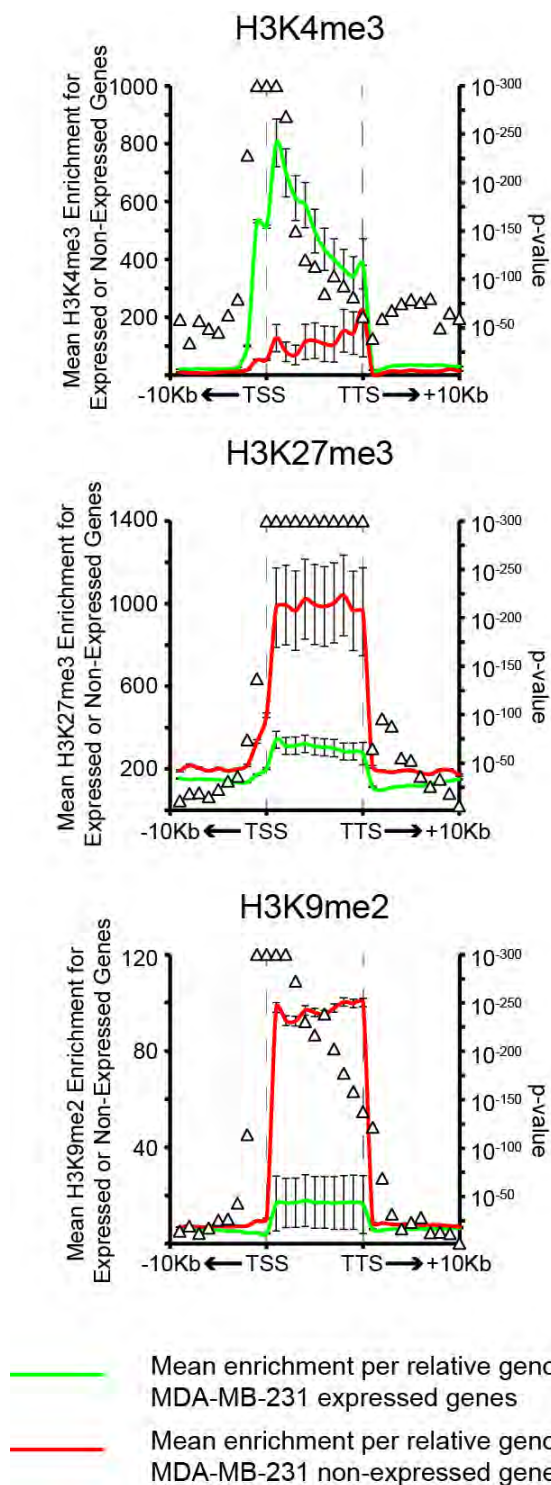 H3K4me3
Mean H3K4me3 Enrichment for
Expressed or Non-Expressed Genes
1000
800
600
400
200
10-300
10-250
10-200
10-150
10-100
10-50
p-value
-10Kb TSS TTS +10Kb
H3K27me3
Mean H3K27me3 Enrichment for
Expressed or Non-Expressed Genes
1400
1000
600
200
10-300
10-210
10-150
10-100
10-50
p-value
-10Kb TSS TTS +10Kb
H3K9me2
Mean H3K9me2 Enrichment for
Expressed or Non-Expressed Genes
120
80
40
10-300
10-250
10-200
10-150
10-100
10-50
p-value
-10Kb TSS TTS +10Kb
Mean enrichment per relative
MDA-MB-231 expressed genes
Mean enrichment per relative
MDA-MB-231 non-expressed